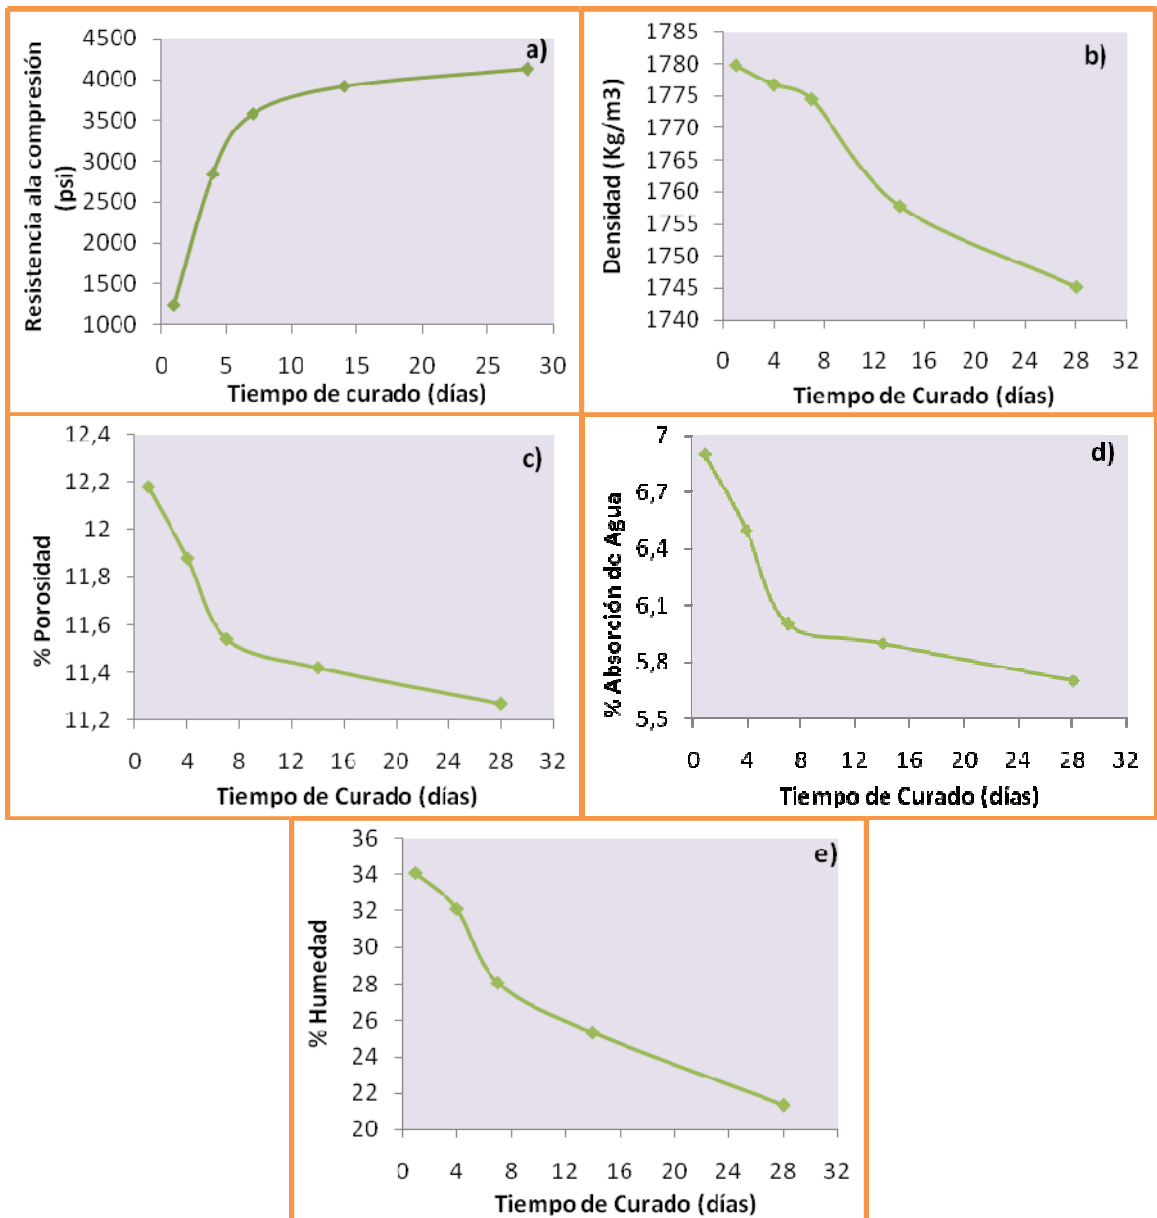 a)
Resistencia ala compresión
(psi)
4500
4000
3500
3000
2500
2000
1500
1000
0 5 10 15 20 25 30
Tiempo de curado (días)
b)
Densidad (Kg/m3)
1785
1780
1775
1770
1765
1760
1755
1750
1745
1740
0 4 8 12 16 20 24 28 32
Tiempo de Curado (días)
c)
% Porosidad
12,4
12,2
12
11,8
11,6
11,4
11,2
0 4 8 12 16 20 24 28 32
Tiempo de Curado (días)
d)
% Absorción de Agua
7
6,7
6,4
6,1
5,8
5,5
0 4 8 12 16 20 24 28 32
Tiempo de Curado (días)
e)
% Humedad
36
34
32
30
28
26
24
22
20
0 4 8 12 16 20 24 28 32
Tiempo de Curado (días)